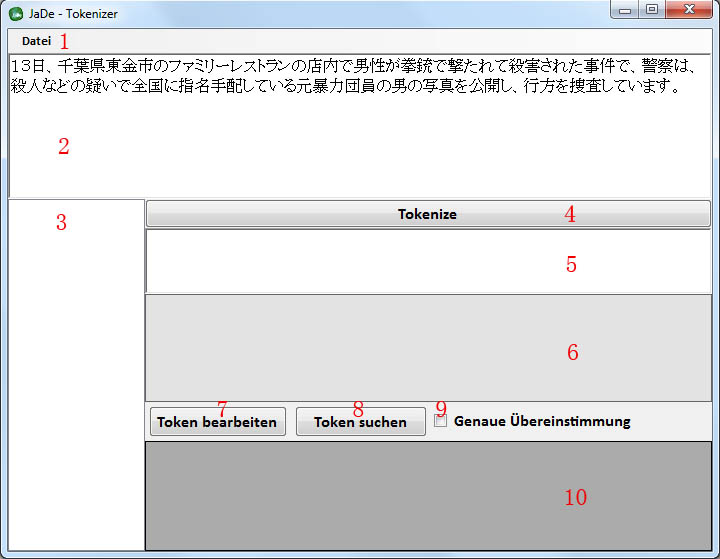 JaDe - Tokenizer
Datei 1
13日、千葉県東金市のファミリーレストランの店内で男性が拳銃で撃たれて殺害された事件で、警察は、
殺人などの疑いで全国に指名手配している元暴力団員の男の写真を公開し、行方を捜査しています。
2
3
Tokenize 4
5
6
7 8 9
Token bearbeiten Token suchen Genaue Übereinstimmung
10